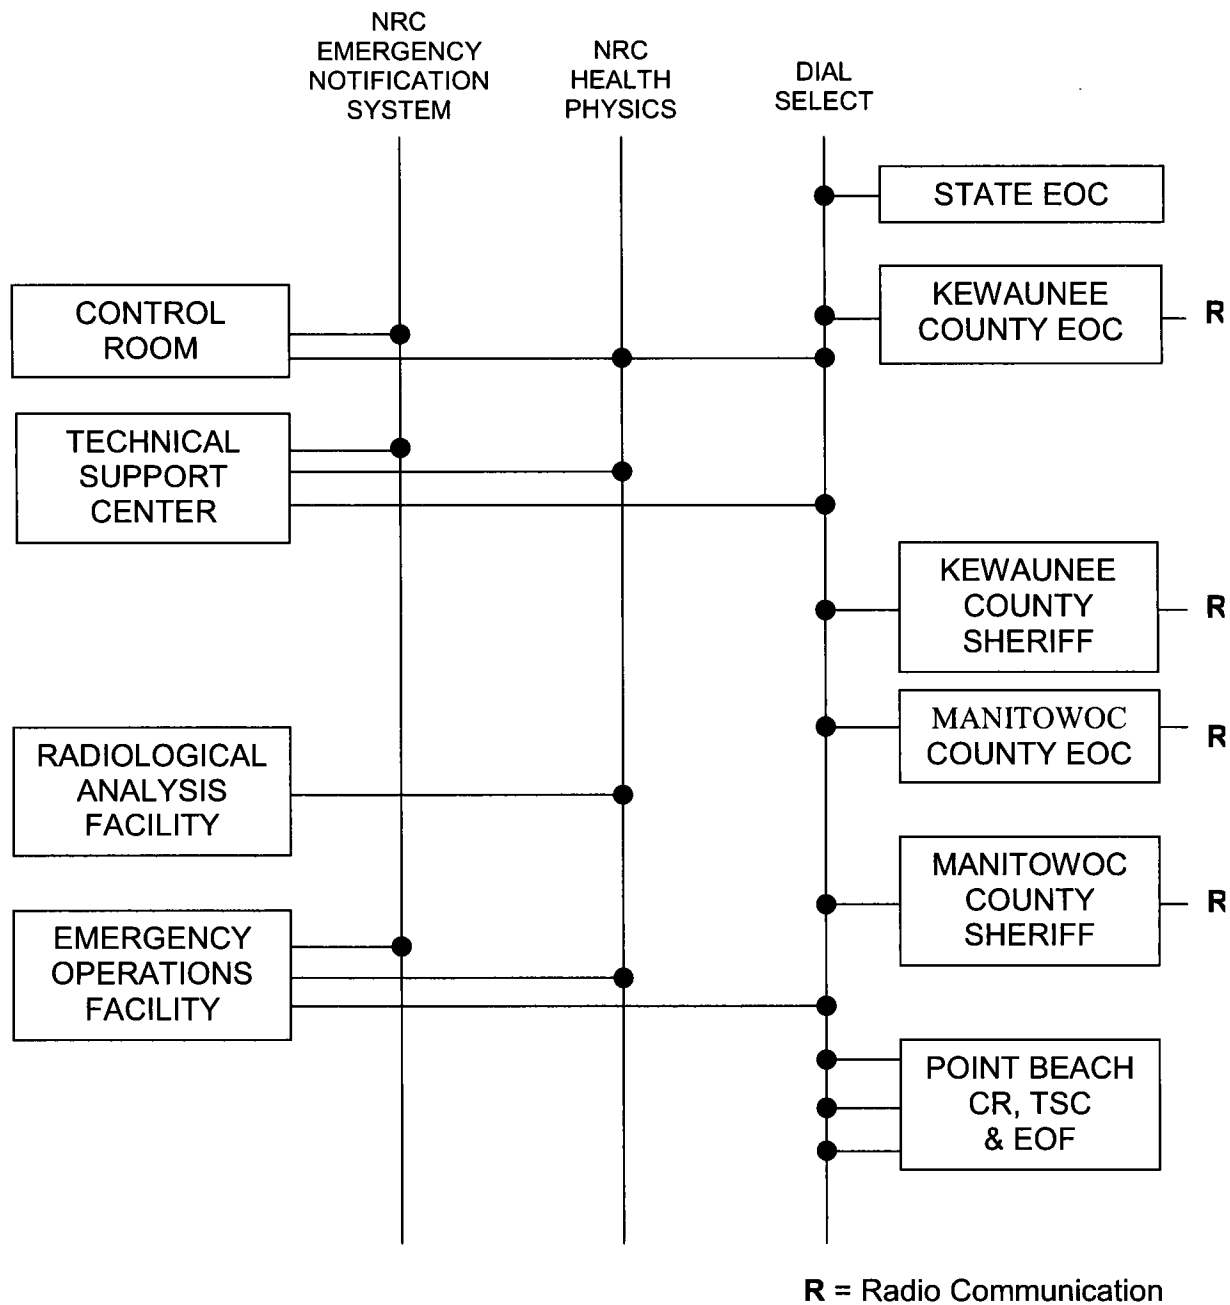 NRC
EMERGENCY
NOTIFICATION
SYSTEM
NRC
HEALTH
PHYSICS
DIAL
SELECT
STATE EOC
KEWAUNEE
COUNTY EOC
R
CONTROL
ROOM
TECHNICAL
SUPPORT
CENTER
KEWAUNEE
COUNTY
SHERIFF
R
MANITOWOC
COUNTY EOC
R
RADIOLOGICAL
ANALYSIS
FACILITY
MANITOWOC
COUNTY
SHERIFF
R
EMERGENCY
OPERATIONS
FACILITY
POINT BEACH
CR, TSC
& EOF
R = Radio Communication